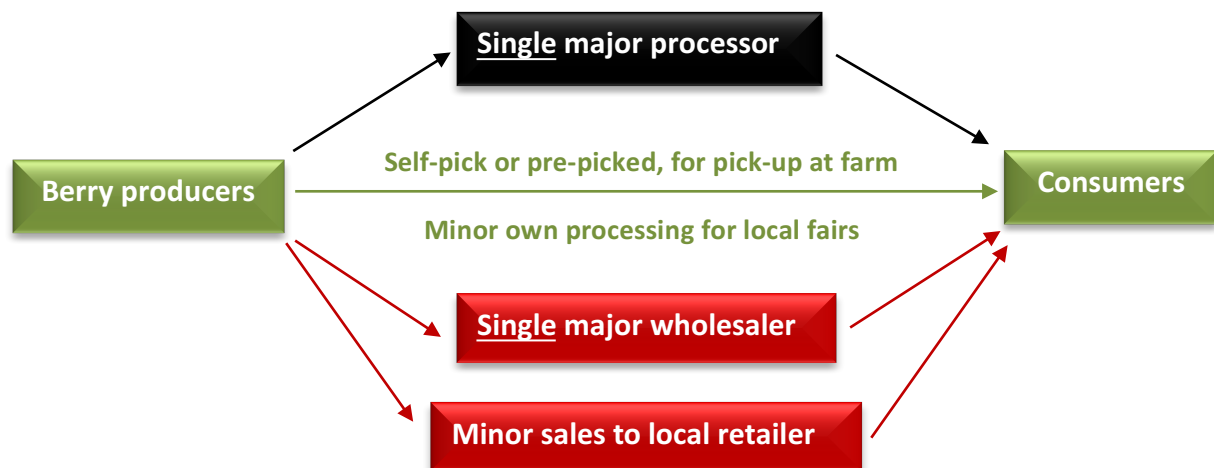 Single major processor
Self-pick or pre-picked, for pick-up at farm
Berry producers
Consumers
Minor own processing for local fairs
Single major wholesaler
Minor sales to local retailer